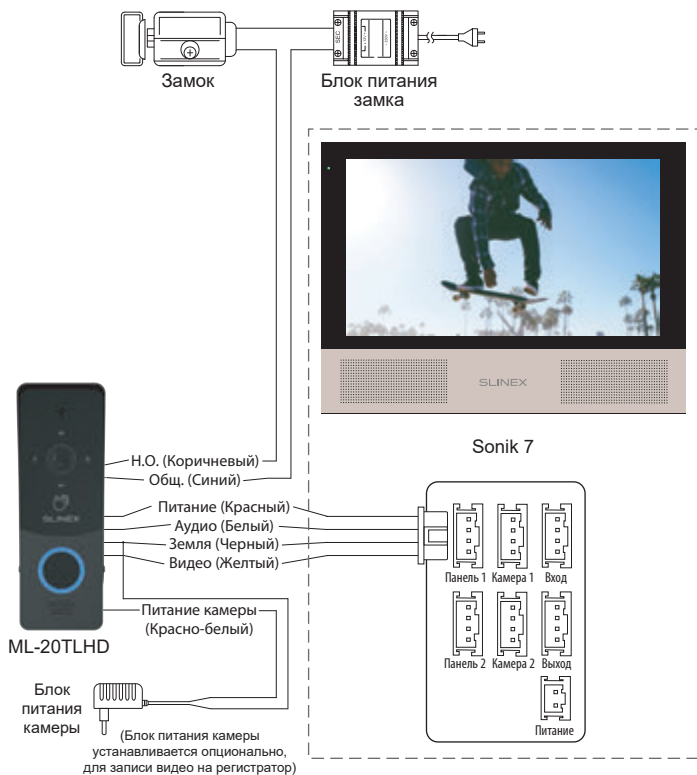 SEC
Замок
Блок питания
замка
SLINEX
Sonik 7
Н.О. (Коричневый)
Общ. (Синий)
Питание (Красный)
Аудио (Белый)
Земля (Черный)
Видео (Желтый)
Питание камеры
(Красно-белый)
SLINEX
ML-20TLHD
Панель 1
Камера 1
Вход
Панель 2
Камера 2
Выход
Питание
Блок
питания
камеры
(Блок питания камеры
устанавливается опционально,
для записи видео на регистратор)